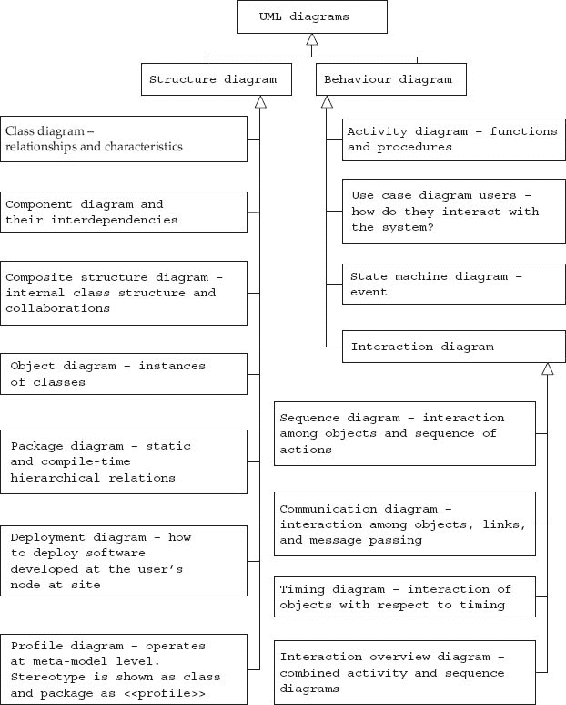 UML diagrams
Structure diagram
Behaviour diagram
Class diagram –
relationships and characteristics
Component diagram and
their interdependencies
Composite structure diagram –
internal class structure and
collaborations
Object diagram – instances
of classes
Package diagram – static
and compile-time
hierarchical relations
Deployment diagram – how
to deploy software
developed at the user's
node at site
Profile diagram – operates
at meta-model level.
Stereotype is shown as class
and package as <<profile>>
Activity diagram – functions
and procedures
Use case diagram users –
how do they interact with
the system?
State machine diagram –
event
Interaction diagram
Sequence diagram – interaction
among objects and sequence of
actions
Communication diagram –
interaction among objects, links,
and message passing
Timing diagram – interaction of
objects with respect to timing
Interaction overview diagram –
combined activity and sequence
diagrams